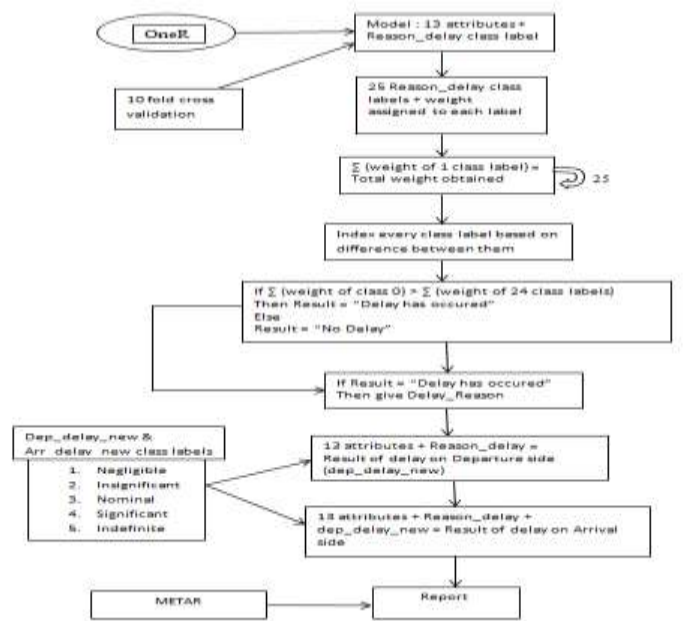 OneR
Model : 13 attributes +
Reason_delay class label
10 fold cross
validation
25 Reason_delay class
labels + weight
assigned to each label
∑ (weight of 1 class label) =
Total weight obtained
25
Index every class label based on
difference between them
If ∑ (weight of class 0) > ∑ (weight of 24 class labels)
Then Result = "Delay has occured"
Else
Result = "No Delay"
If Result = "Delay has occured"
Then give Delay_Reason
Dep_delay_new &
Arr_delay_new class labels
1. Negligible
2. Insignificant
3. Nominal
4. Significant
5. Indefinite
13 attributes + Reason_delay =
Result of delay on Departure side
(dep_delay_new)
13 attributes + Reason_delay +
dep_delay_new = Result of delay on Arrival
side
METAR
Report